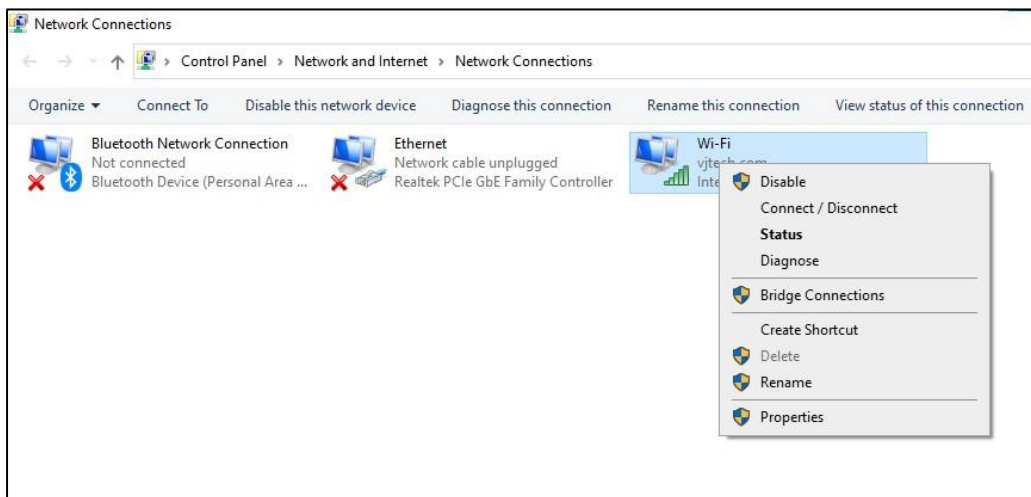 Network Connections
Control Panel > Network and Internet > Network Connections
Organize Connect To Disable this network device Diagnose this connection Rename this connection View status of this connection
Bluetooth Network Connection
Not connected
Bluetooth Device (Personal Area ...
Ethernet
Network cable unplugged
Realtek PCIe GbE Family Controller
Wi-Fi
vjtech.com
Disable
Connect / Disconnect
Status
Diagnose
Bridge Connections
Create Shortcut
Delete
Rename
Properties